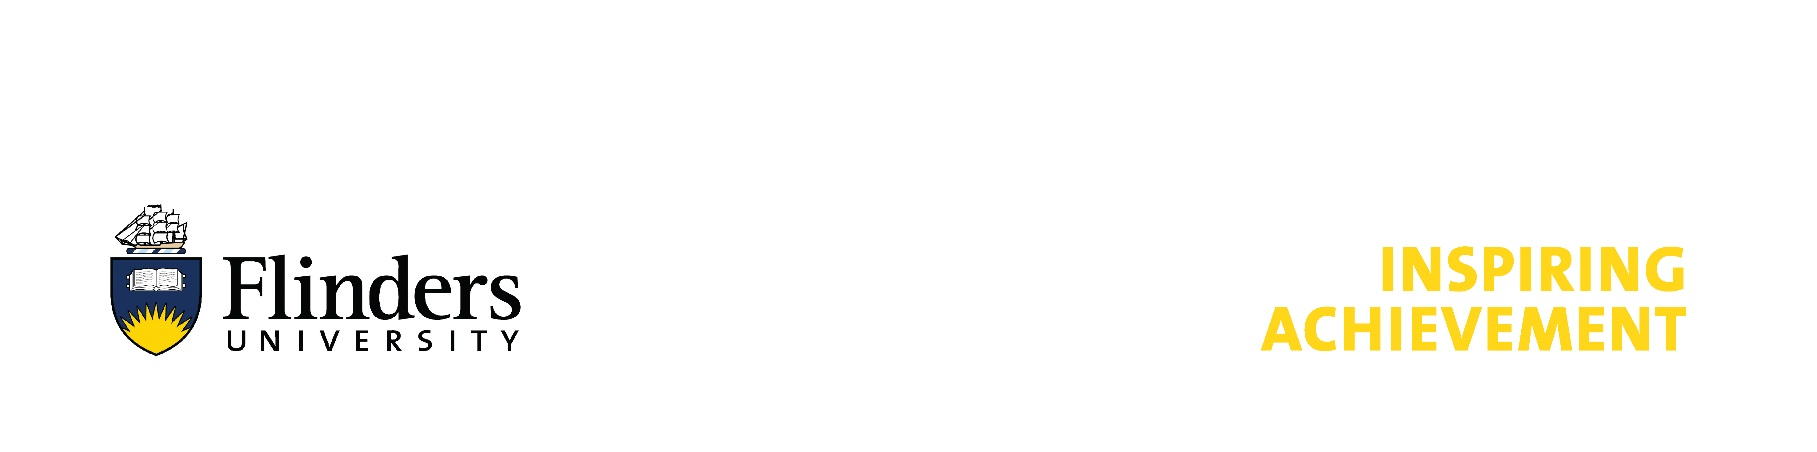 Flinders
UNIVERSITY
INSPIRING
ACHIEVEMENT